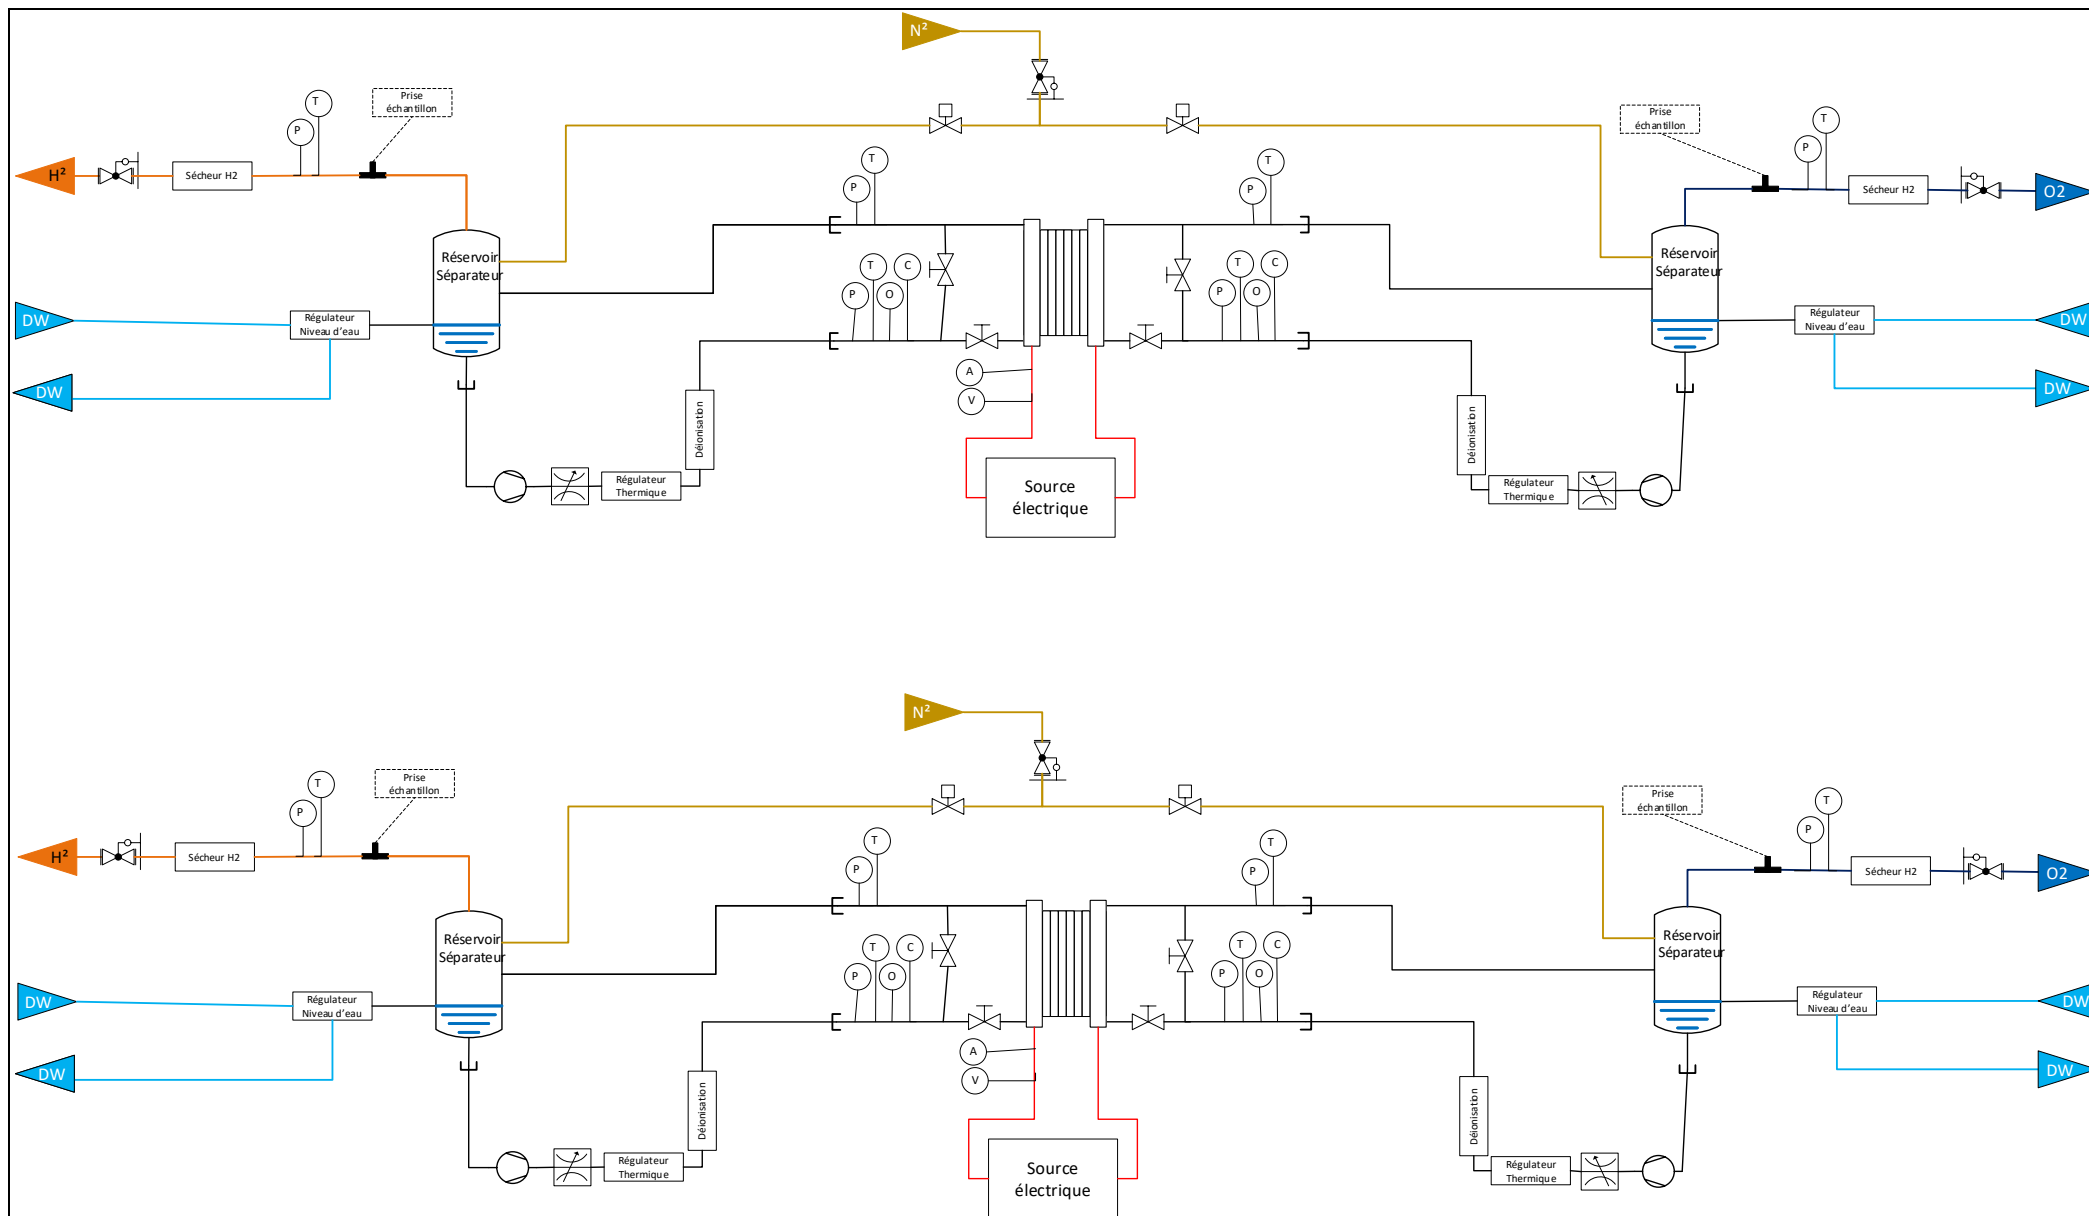 N²
T
Prise
échantillon
P
H²
Sécheur H2
T
P
T
P
Prise
échantillon
T
P
Sécheur H2
O2
Réservoir
Séparateur
T
C
P
O
T
C
P
O
Réservoir
Séparateur
DW
Régulateur
Niveau d'eau
Régulateur
Niveau d'eau
DW
DW
A
V
DW
Déionisation
Déionisation
Régulateur
Thermique
Source
électrique
Régulateur
Thermique
N²
T
Prise
échantillon
P
H²
Sécheur H2
T
P
T
P
Prise
échantillon
T
P
Sécheur H2
O2
Réservoir
Séparateur
T
C
P
O
T
C
P
O
Réservoir
Séparateur
DW
Régulateur
Niveau d'eau
Régulateur
Niveau d'eau
DW
DW
A
V
DW
Déionisation
Déionisation
Régulateur
Thermique
Source
électrique
Régulateur
Thermique